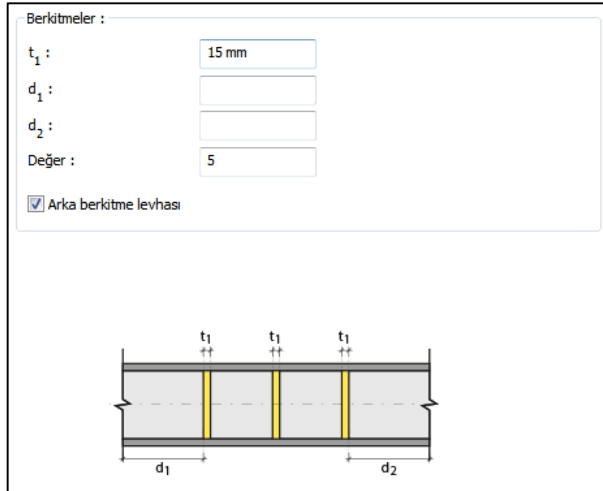 Berkitmeler :
t1 : 15 mm
d1 :
d2 :
Değer : 5
Arka berkitme levhası
t1 t1 t1
d1 d2